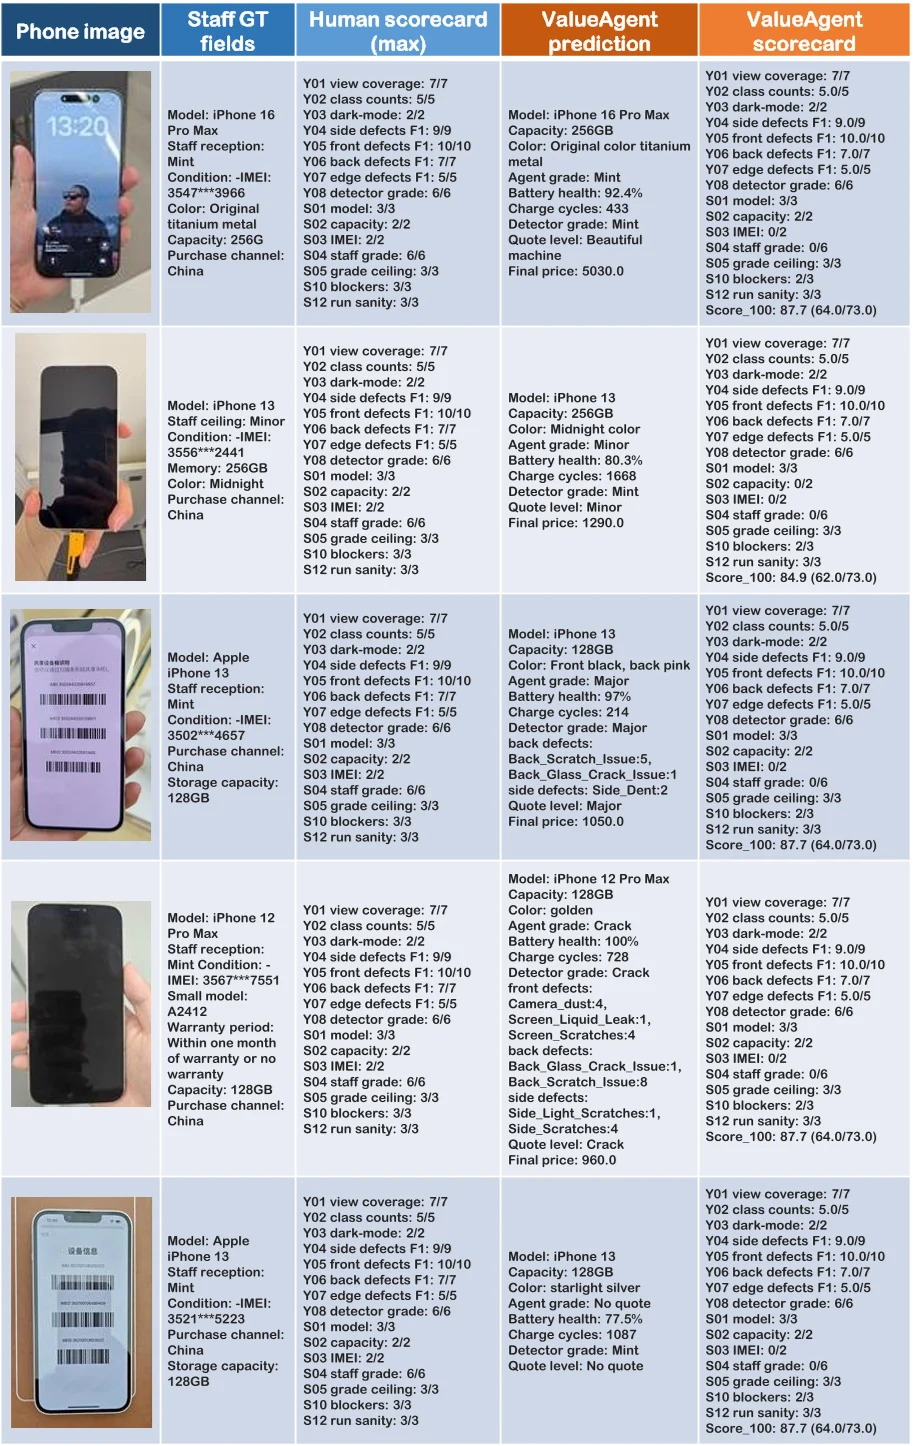 Phone image
Staff GT
fields
Human scorecard
(max)
ValueAgent
prediction
ValueAgent
scorecard
13:20
Model: iPhone 16
Pro Max
Staff reception:
Mint
Condition: -IMEI:
3547***3966
Color: Original
titanium metal
Capacity: 256G
Purchase channel:
China
Y01 view coverage: 7/7
Y02 class counts: 5/5
Y03 dark-mode: 2/2
Y04 side defects F1: 9/9
Y05 front defects F1: 10/10
Y06 back defects F1: 7/7
Y07 edge defects F1: 5/5
Y08 detector grade: 6/6
S01 model: 3/3
S02 capacity: 2/2
S03 IMEI: 2/2
S04 staff grade: 6/6
S05 grade ceiling: 3/3
S10 blockers: 3/3
S12 run sanity: 3/3
Model: iPhone 16 Pro Max
Capacity: 256GB
Color: Original color titanium
metal
Agent grade: Mint
Battery health: 92.4%
Charge cycles: 433
Detector grade: Mint
Quote level: Beautiful
machine
Final price: 5030.0
Y01 view coverage: 7/7
Y02 class counts: 5.0/5
Y03 dark-mode: 2/2
Y04 side defects F1: 9.0/9
Y05 front defects F1: 10.0/10
Y06 back defects F1: 7.0/7
Y07 edge defects F1: 5.0/5
Y08 detector grade: 6/6
S01 model: 3/3
S02 capacity: 2/2
S03 IMEI: 0/2
S04 staff grade: 0/6
S05 grade ceiling: 3/3
S10 blockers: 2/3
S12 run sanity: 3/3
Score_100: 87.7 (64.0/73.0)
Model: iPhone 13
Staff ceiling: Minor
Condition: -IMEI:
3556***2441
Memory: 256GB
Color: Midnight
Purchase channel:
China
Y01 view coverage: 7/7
Y02 class counts: 5/5
Y03 dark-mode: 2/2
Y04 side defects F1: 9/9
Y05 front defects F1: 10/10
Y06 back defects F1: 7/7
Y07 edge defects F1: 5/5
Y08 detector grade: 6/6
S01 model: 3/3
S02 capacity: 2/2
S03 IMEI: 2/2
S04 staff grade: 6/6
S05 grade ceiling: 3/3
S10 blockers: 3/3
S12 run sanity: 3/3
Model: iPhone 13
Capacity: 256GB
Color: Midnight color
Agent grade: Minor
Battery health: 80.3%
Charge cycles: 1668
Detector grade: Mint
Quote level: Minor
Final price: 1290.0
Y01 view coverage: 7/7
Y02 class counts: 5.0/5
Y03 dark-mode: 2/2
Y04 side defects F1: 9.0/9
Y05 front defects F1: 10.0/10
Y06 back defects F1: 7.0/7
Y07 edge defects F1: 5.0/5
Y08 detector grade: 6/6
S01 model: 3/3
S02 capacity: 0/2
S03 IMEI: 0/2
S04 staff grade: 0/6
S05 grade ceiling: 3/3
S10 blockers: 2/3
S12 run sanity: 3/3
Score_100: 84.9 (62.0/73.0)
Model: Apple
iPhone 13
Staff reception:
Mint
Condition: -IMEI:
3502***4657
Purchase channel:
China
Storage capacity:
128GB
Y01 view coverage: 7/7
Y02 class counts: 5/5
Y03 dark-mode: 2/2
Y04 side defects F1: 9/9
Y05 front defects F1: 10/10
Y06 back defects F1: 7/7
Y07 edge defects F1: 5/5
Y08 detector grade: 6/6
S01 model: 3/3
S02 capacity: 2/2
S03 IMEI: 2/2
S04 staff grade: 6/6
S05 grade ceiling: 3/3
S10 blockers: 3/3
S12 run sanity: 3/3
Model: iPhone 13
Capacity: 128GB
Color: Front black, back pink
Agent grade: Major
Battery health: 97%
Charge cycles: 214
Detector grade: Major
back defects:
Back_Scratch_Issue:5,
Back_Glass_Crack_Issue:1
side defects: Side_Dent:2
Quote level: Major
Final price: 1050.0
Y01 view coverage: 7/7
Y02 class counts: 5.0/5
Y03 dark-mode: 2/2
Y04 side defects F1: 9.0/9
Y05 front defects F1: 10.0/10
Y06 back defects F1: 7.0/7
Y07 edge defects F1: 5.0/5
Y08 detector grade: 6/6
S01 model: 3/3
S02 capacity: 2/2
S03 IMEI: 0/2
S04 staff grade: 0/6
S05 grade ceiling: 3/3
S10 blockers: 2/3
S12 run sanity: 3/3
Score_100: 87.7 (64.0/73.0)
Model: iPhone 12
Pro Max
Staff reception:
Mint Condition: -
IMEI: 3567***7551
Small model:
A2412
Warranty period:
Within one month
of warranty or no
warranty
Capacity: 128GB
Purchase channel:
China
Y01 view coverage: 7/7
Y02 class counts: 5/5
Y03 dark-mode: 2/2
Y04 side defects F1: 9/9
Y05 front defects F1: 10/10
Y06 back defects F1: 7/7
Y07 edge defects F1: 5/5
Y08 detector grade: 6/6
S01 model: 3/3
S02 capacity: 2/2
S03 IMEI: 2/2
S04 staff grade: 6/6
S05 grade ceiling: 3/3
S10 blockers: 3/3
S12 run sanity: 3/3
Model: iPhone 12 Pro Max
Capacity: 128GB
Color: golden
Agent grade: Crack
Battery health: 100%
Charge cycles: 728
Detector grade: Crack
front defects:
Camera_dust:4,
Screen_Liquid_Leak:1,
Screen_Scratches:4
back defects:
Back_Glass_Crack_Issue:1,
Back_Scratch_Issue:8
side defects:
Side_Light_Scratches:1,
Side_Scratches:4
Quote level: Crack
Final price: 960.0
Y01 view coverage: 7/7
Y02 class counts: 5.0/5
Y03 dark-mode: 2/2
Y04 side defects F1: 9.0/9
Y05 front defects F1: 10.0/10
Y06 back defects F1: 7.0/7
Y07 edge defects F1: 5.0/5
Y08 detector grade: 6/6
S01 model: 3/3
S02 capacity: 2/2
S03 IMEI: 0/2
S04 staff grade: 0/6
S05 grade ceiling: 3/3
S10 blockers: 2/3
S12 run sanity: 3/3
Score_100: 87.7 (64.0/73.0)
设备信息
Model: Apple
iPhone 13
Staff reception:
Mint
Condition: -IMEI:
3521***5223
Purchase channel:
China
Storage capacity:
128GB
Y01 view coverage: 7/7
Y02 class counts: 5/5
Y03 dark-mode: 2/2
Y04 side defects F1: 9/9
Y05 front defects F1: 10/10
Y06 back defects F1: 7/7
Y07 edge defects F1: 5/5
Y08 detector grade: 6/6
S01 model: 3/3
S02 capacity: 2/2
S03 IMEI: 2/2
S04 staff grade: 6/6
S05 grade ceiling: 3/3
S10 blockers: 3/3
S12 run sanity: 3/3
Model: iPhone 13
Capacity: 128GB
Color: starlight silver
Agent grade: No quote
Battery health: 77.5%
Charge cycles: 1087
Detector grade: Mint
Quote level: No quote
Y01 view coverage: 7/7
Y02 class counts: 5.0/5
Y03 dark-mode: 2/2
Y04 side defects F1: 9.0/9
Y05 front defects F1: 10.0/10
Y06 back defects F1: 7.0/7
Y07 edge defects F1: 5.0/5
Y08 detector grade: 6/6
S01 model: 3/3
S02 capacity: 2/2
S03 IMEI: 0/2
S04 staff grade: 0/6
S05 grade ceiling: 3/3
S10 blockers: 2/3
S12 run sanity: 3/3
Score_100: 87.7 (64.0/73.0)